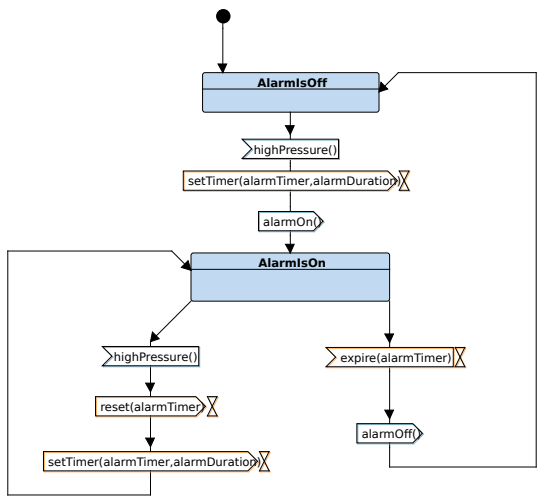 AlarmIsOff
highPressure()
setTimer(alarmTimer,alarmDuration)
alarmOn()
AlarmIsOn
highPressure()
expire(alarmTimer)
reset(alarmTimer)
alarmOff()
setTimer(alarmTimer,alarmDuration)